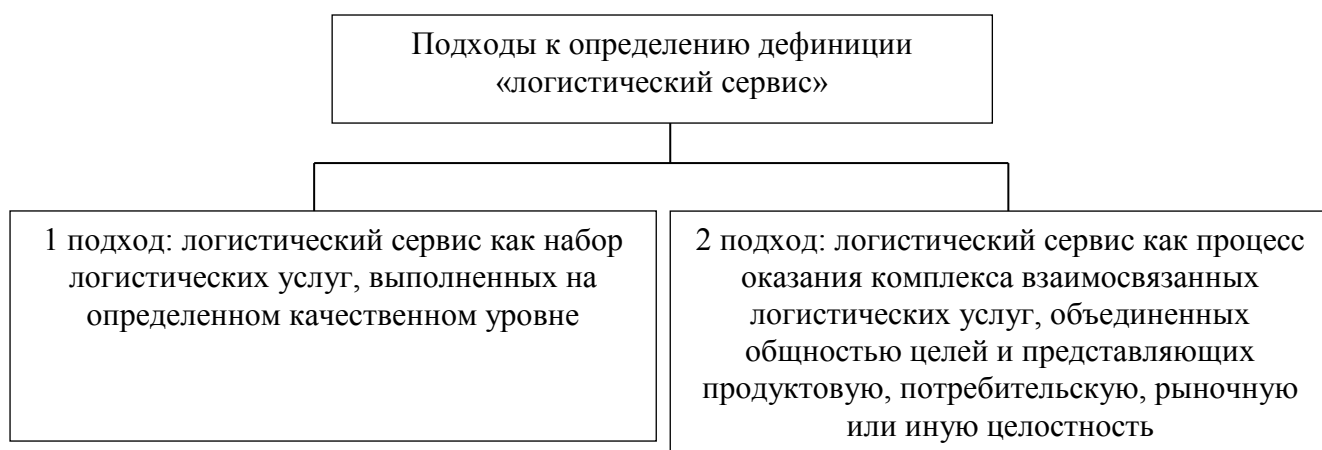 Подходы к определению дефиниции
«логистический сервис»
1 подход: логистический сервис как набор
логистических услуг, выполненных на
определенном качественном уровне
2 подход: логистический сервис как процесс
оказания комплекса взаимосвязанных
логистических услуг, объединенных
общностью целей и представляющих
продуктовую, потребительскую, рыночную
или иную целостность